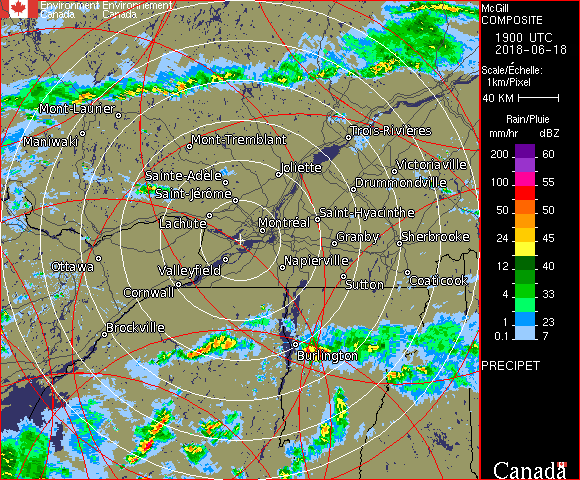 Environment Environnement
Canada Canada
McGill
COMPOSITE
1900 UTC
2018-06-18
Scale/Échelle:
1km/Pixel
40 KM
Rain/Pluie
mm/hr dBZ
200 60
100 55
50 50
24 45
12 40
4 33
1 23
0.1 7
PRECIPET
Canada
Mont-Laurier
Maniwaki
Mont-Tremblant
Trois-Rivières
Sainte-Adèle
Joliette
Victoriaville
Saint-Jérôme
Drummondville
Lachute
Montréal
Saint-Hyacinthe
Granby
Sherbrooke
Ottawa
Valleyfield
Napierville
Cornwall
Sutton
Coaticook
Brockville
Burlington